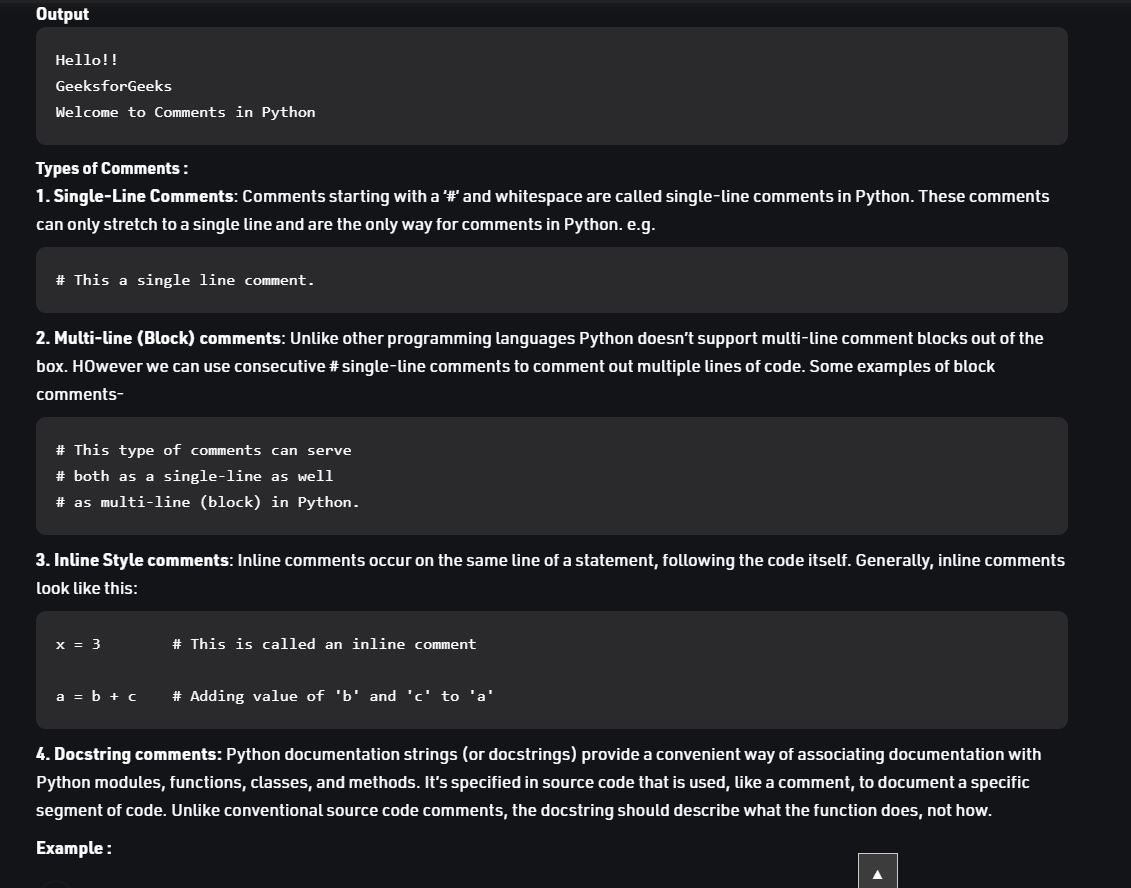 Output
Hello!!
GeeksforGeeks
Welcome to Comments in Python
Types of Comments :
1. Single-Line Comments: Comments starting with a ‘#’ and whitespace are called single-line comments in Python. These comments
can only stretch to a single line and are the only way for comments in Python. e.g.
# This a single line comment.
2. Multi-line (Block) comments: Unlike other programming languages Python doesn’t support multi-line comment blocks out of the
box. HOwever we can use consecutive # single-line comments to comment out multiple lines of code. Some examples of block
comments-
# This type of comments can serve
# both as a single-line as well
# as multi-line (block) in Python.
3. Inline Style comments: Inline comments occur on the same line of a statement, following the code itself. Generally, inline comments
look like this:
x = 3        # This is called an inline comment
a = b + c    # Adding value of 'b' and 'c' to 'a'
4. Docstring comments: Python documentation strings (or docstrings) provide a convenient way of associating documentation with
Python modules, functions, classes, and methods. It’s specified in source code that is used, like a comment, to document a specific
segment of code. Unlike conventional source code comments, the docstring should describe what the function does, not how.
Example :